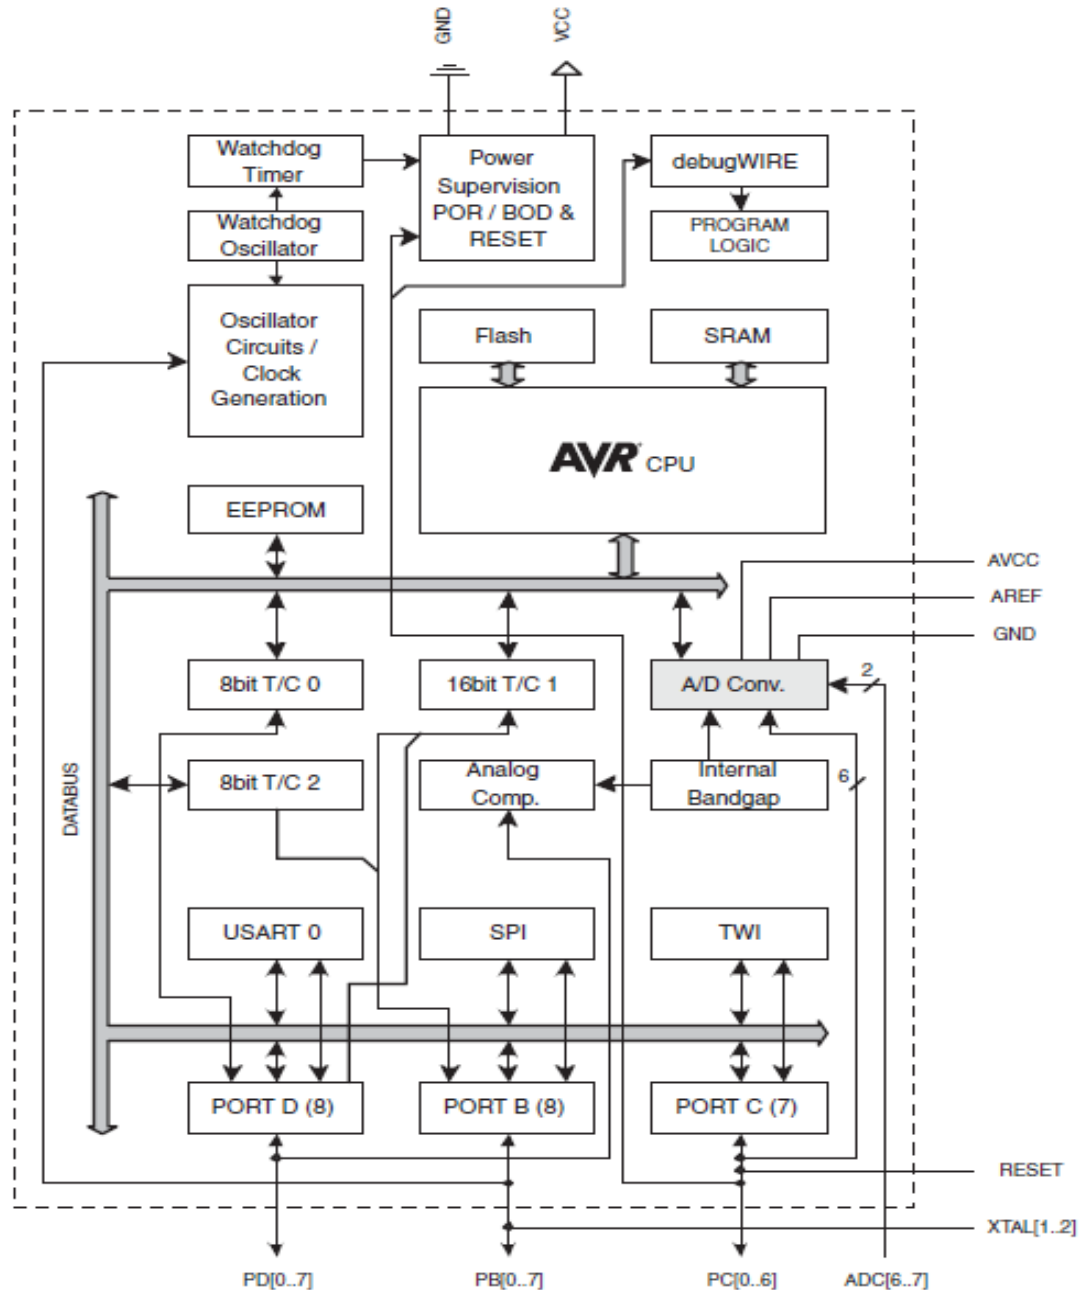 GND
VCC
Watchdog
Timer
Power
Supervision
POR / BOD &
RESET
debugWIRE
Watchdog
Oscillator
PROGRAM
LOGIC
Oscillator
Circuits /
Clock
Generation
Flash
SRAM
AVR CPU
EEPROM
AVCC
AREF
GND
8bit T/C 0
16bit T/C 1
A/D Conv.
2
8bit T/C 2
Analog
Comp.
Internal
Bandgap
6
DATABUS
USART 0
SPI
TWI
PORT D (8)
PORT B (8)
PORT C (7)
RESET
XTAL[1..2]
PD[0..7]
PB[0..7]
PC[0..6]
ADC[6..7]